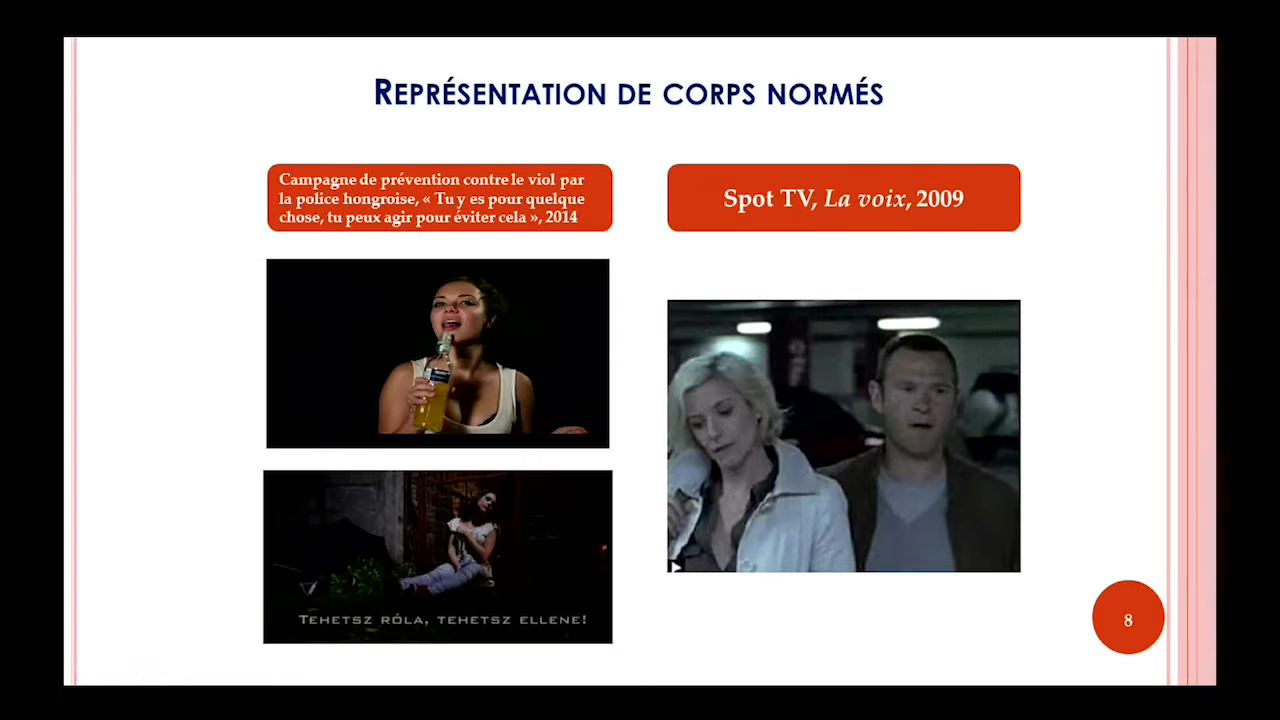 Représentation de corps normés
Campagne de prévention contre le viol par
la police hongroise, « Tu y es pour quelque
chose, tu peux agir pour éviter cela », 2014
Spot TV, La voix, 2009
Tehetsz róla, tehetsz ellene!
8